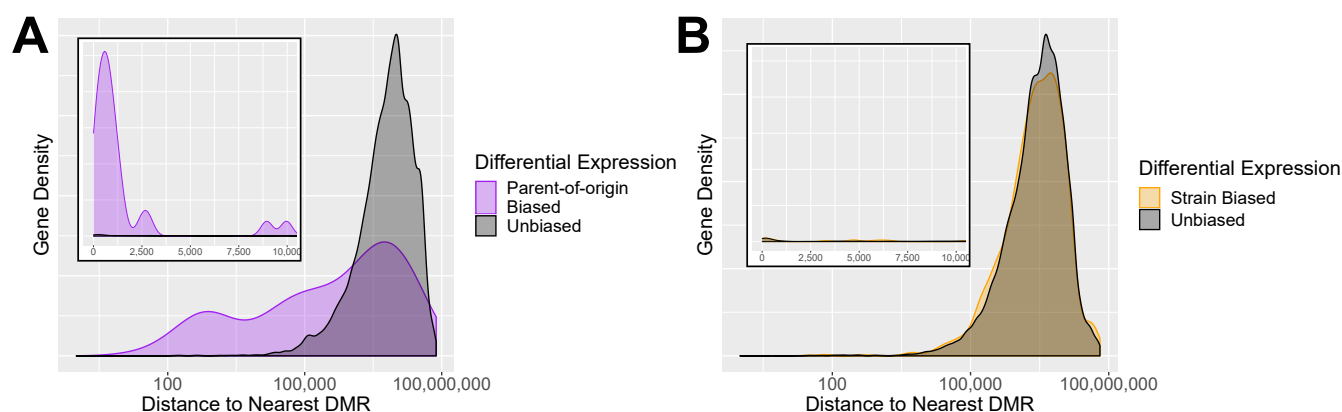 A
Gene Density
0 2,500 5,000 7,500 10,000
100 100,000 100,000,000
Distance to Nearest DMR
Differential Expression
Parent-of-origin
Biased
Unbiased
B
Gene Density
0 2,500 5,000 7,500 10,000
100 100,000 100,000,000
Distance to Nearest DMR
Differential Expression
Strain Biased
Unbiased